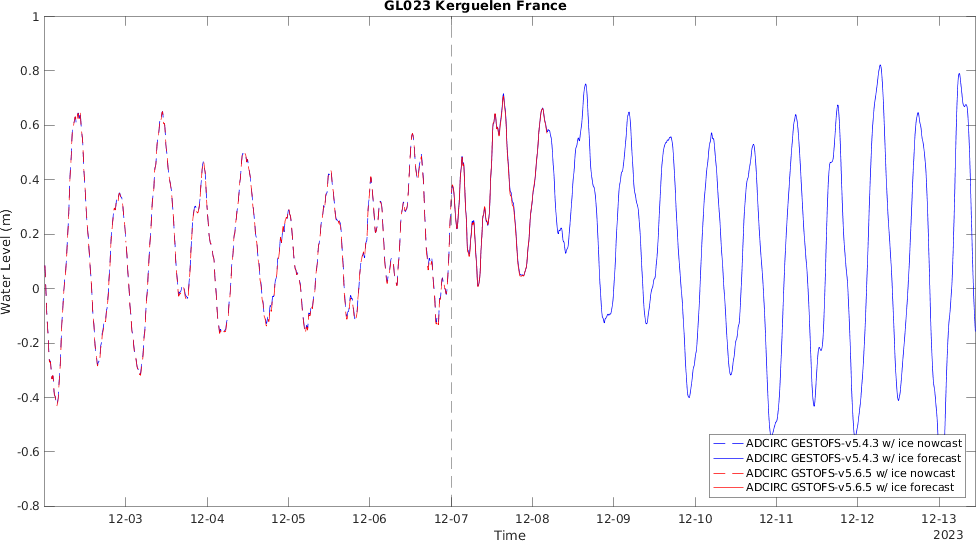 GL023 Kerguelen France
1
0.8
0.6
0.4
0.2
0
-0.2
-0.4
-0.6
-0.8
Water Level (m)
ADCIRC GESTOFS-v5.4.3 w/ ice nowcast
ADCIRC GESTOFS-v5.4.3 w/ ice forecast
ADCIRC GSTOFS-v5.6.5 w/ ice nowcast
ADCIRC GSTOFS-v5.6.5 w/ ice forecast
12-03 12-04 12-05 12-06 12-07 12-08 12-09 12-10 12-11 12-12 12-13
Time
2023